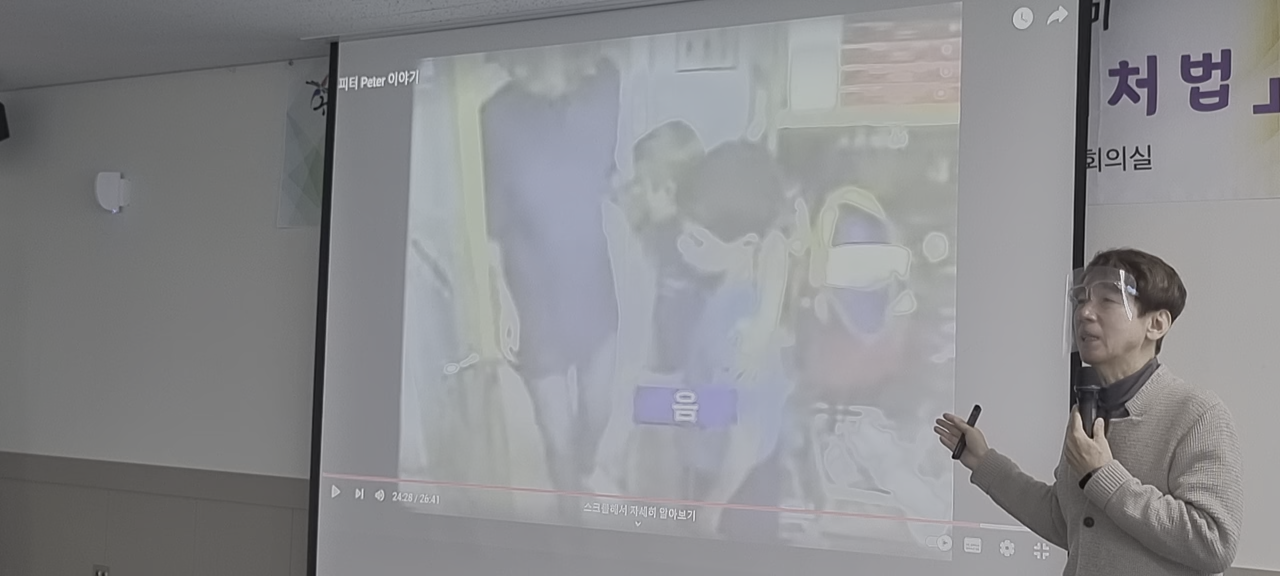 피터 Peter 이야기
처법
회의실
음
24:28 / 26:41
스크롤해서 자세히 알아보기